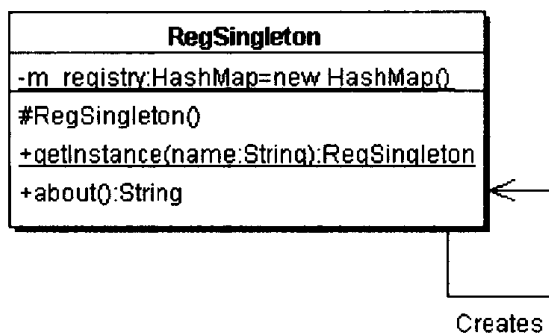 RegSingleton
-m_registry:HashMap=new HashMap()
#RegSingleton()
+getInstance(name:String):RegSingleton
+about():String
Creates